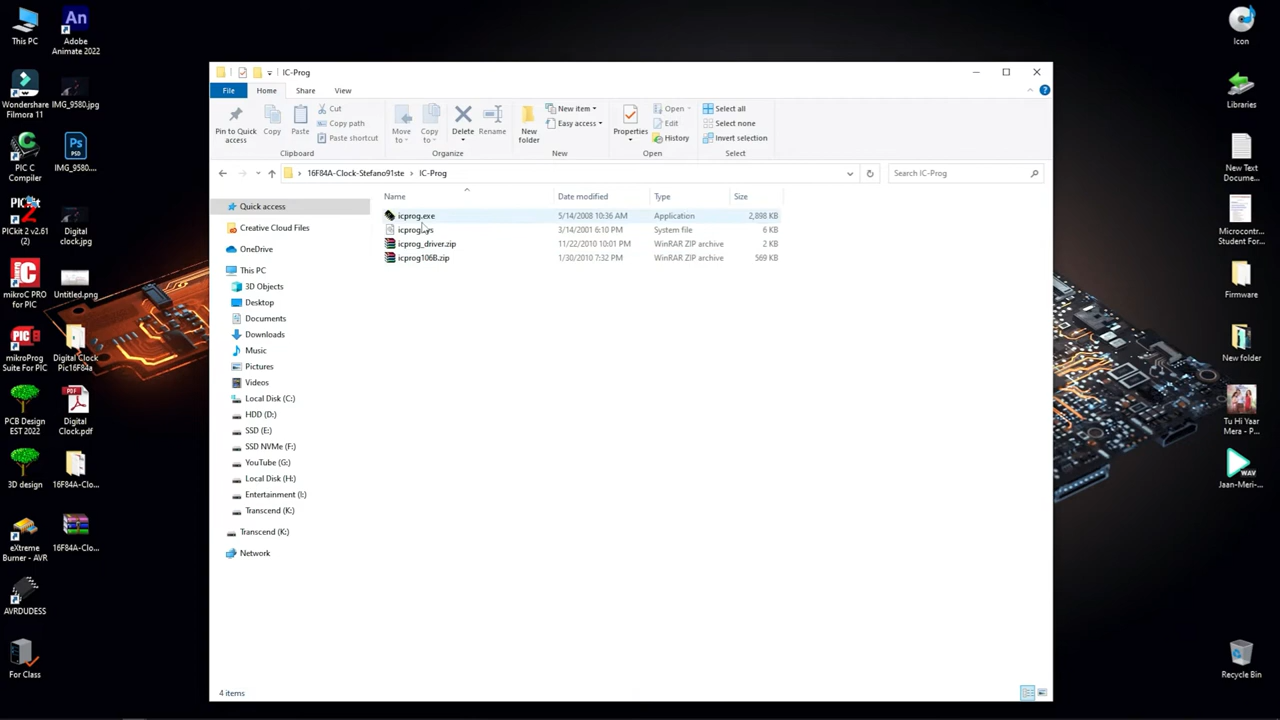 This PC
Adobe
Animate 2022
Wondershare
Filmora 11
IMG_9580.jpg
PIC C
Compiler
IMG_9580....
PICkit 2 v2.61
(2)
Digital
clock.jpg
mikroC PRO
for PIC
Untitled.png
mikroProg
Suite For PIC
Digital Clock
Pic16f84a
PCB Design
EST 2022
Digital
Clock.pdf
3D design
16F84A-Clo...
eXtreme
Burner - AVR
16F84A-Clo...
AVRDUDESS
For Class
IC-Prog
File
Home
Share
View
Pin to Quick
access
Copy
Paste
Cut
Copy path
Paste shortcut
Clipboard
Move
to
Copy
to
Delete
Rename
Organize
New
folder
New item
Easy access
New
Properties
Open
Edit
History
Open
Select all
Select none
Invert selection
Select
16F84A-Clock-Stefano91ste > IC-Prog
Search IC-Prog
Name
Date modified
Type
Size
icprog.exe 5/14/2008 10:36 AM Application 2,898 KB
icprog.sys 3/14/2001 6:10 PM System file 6 KB
icprog_driver.zip 11/22/2010 10:01 PM WinRAR ZIP archive 2 KB
icprog106B.zip 1/30/2010 7:32 PM WinRAR ZIP archive 569 KB
Quick access
Creative Cloud Files
OneDrive
This PC
3D Objects
Desktop
Documents
Downloads
Music
Pictures
Videos
Local Disk (C:)
HDD (D:)
SSD (E:)
SSD NVMe (F:)
YouTube (G:)
Local Disk (H:)
Entertainment (I:)
Transcend (K:)
Transcend (K:)
Network
4 items
Icon
Libraries
New Text
Docume...
Microcontr...
Student For...
Firmware
New folder
Tu Hi Yaar
Mera - P...
WAV
Jaan-Meri-...
Recycle Bin